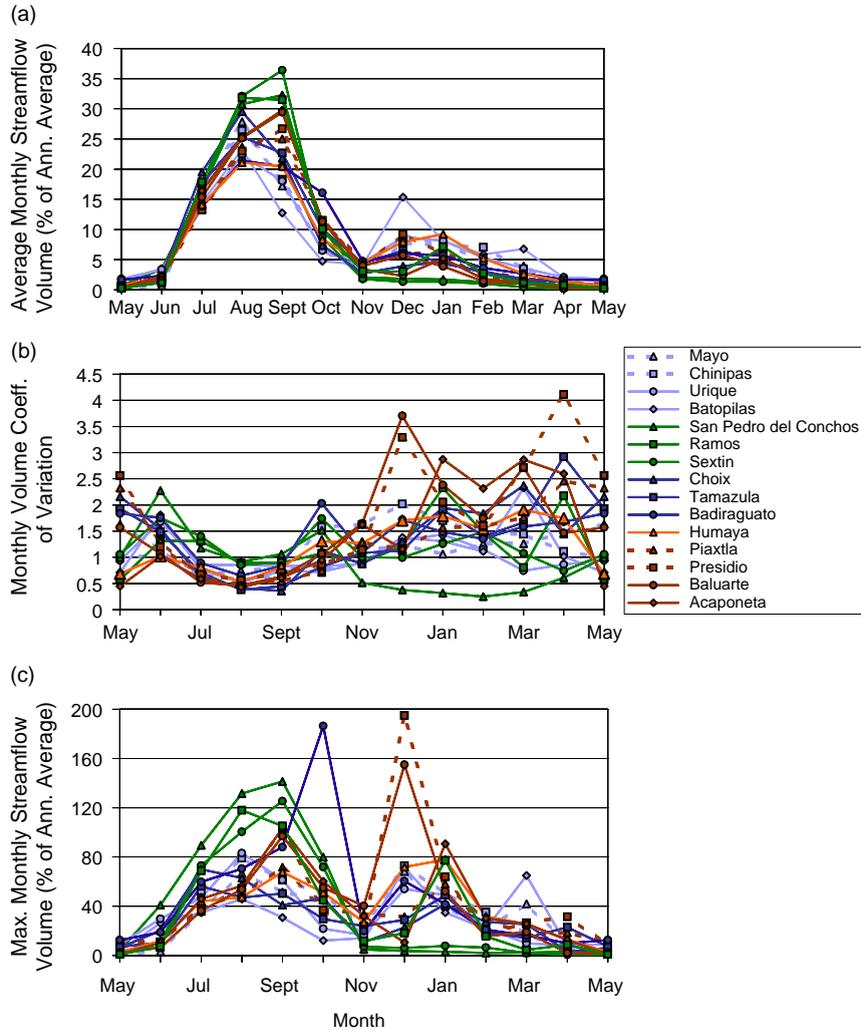 (a)
Average Monthly Streamflow
Volume (% of Ann. Average)
40
35
30
25
20
15
10
5
0
May Jun Jul Aug Sept Oct Nov Dec Jan Feb Mar Apr May
(b)
Monthly Volume Coeff.
of Variation
4.5
4
3.5
3
2.5
2
1.5
1
0.5
0
May Jul Sept Nov Jan Mar May
Mayo
Chinipas
Urique
Batopilas
San Pedro del Conchos
Ramos
Sextin
Choix
Tamazula
Badiraguato
Humaya
Piaxtla
Presidio
Baluarte
Acaponeta
(c)
Max. Monthly Streamflow
Volume (% of Ann. Average)
200
160
120
80
40
0
May Jul Sept Nov Jan Mar May
Month